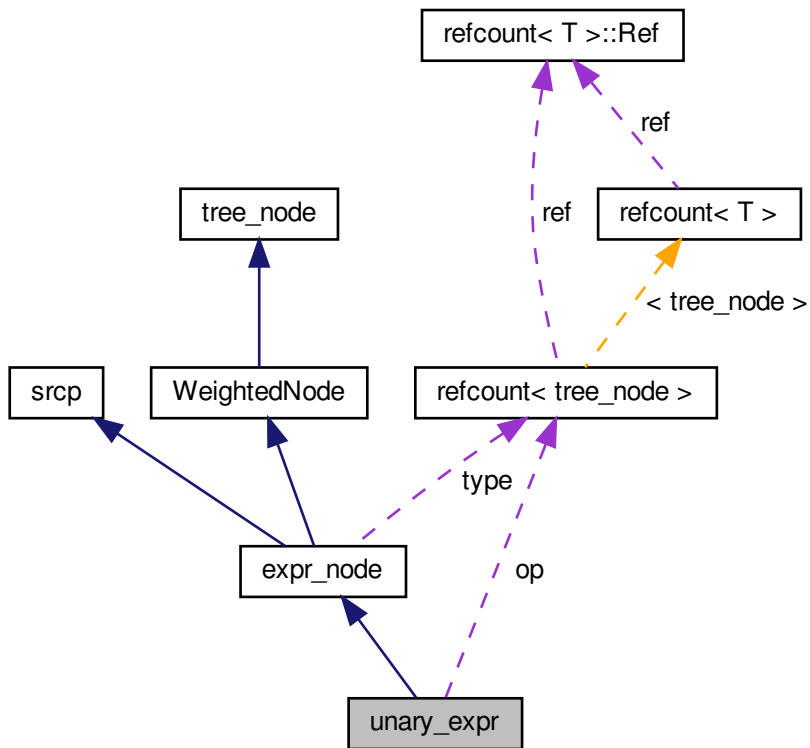 refcount< T >::Ref
ref
tree_node
ref
refcount< T >
< tree_node >
srcp
WeightedNode
refcount< tree_node >
type
expr_node
op
unary_expr